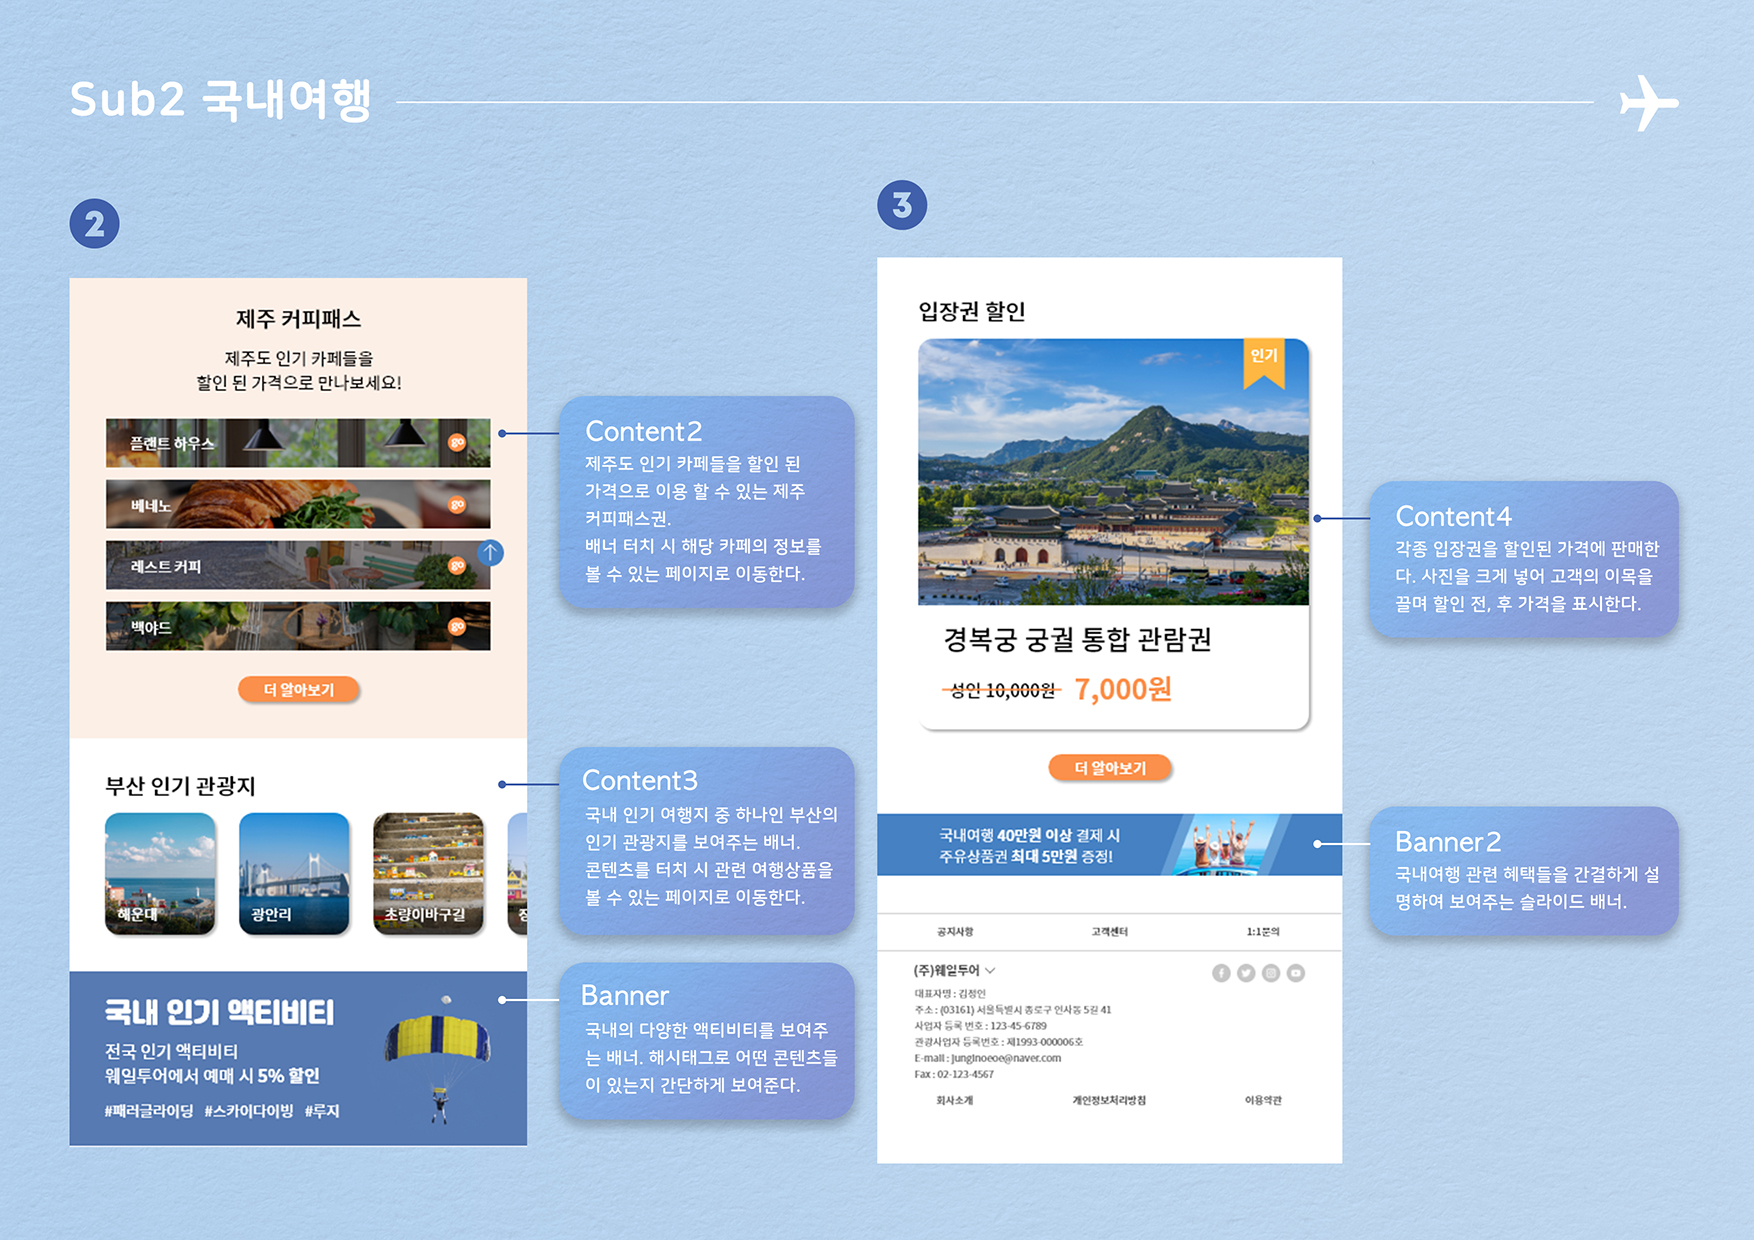 Sub2 국내여행
2
제주 커피패스
제주도 인기 카페들을
할인 된 가격으로 만나보세요!
플랜트 하우스
go
베네노
go
레스트 커피
go
백야드
go
더 알아보기
Content2
제주도 인기 카페들을 할인 된
가격으로 이용 할 수 있는 제주
커피패스권.
배너 터치 시 해당 카페의 정보를
볼 수 있는 페이지로 이동한다.
부산 인기 관광지
해운대
광안리
초량이바구길
Content3
국내 인기 여행지 중 하나인 부산의
인기 관광지를 보여주는 배너.
콘텐츠를 터치 시 관련 여행상품을
볼 수 있는 페이지로 이동한다.
국내 인기 액티비티
전국 인기 액티비티
웨일투어에서 예매 시 5% 할인
#패러글라이딩 #스카이다이빙 #루지
Banner
국내의 다양한 액티비티를 보여주
는 배너. 해시태그로 어떤 콘텐츠들
이 있는지 간단하게 보여준다.
3
입장권 할인
인기
경복궁 궁궐 통합 관람권
성인 10,000원 7,000원
더 알아보기
Content4
각종 입장권을 할인된 가격에 판매한
다. 사진을 크게 넣어 고객의 이목을
끌며 할인 전, 후 가격을 표시한다.
국내여행 40만원 이상 결제 시
주유상품권 최대 5만원 증정!
Banner2
국내여행 관련 혜택들을 간결하게 설
명하여 보여주는 슬라이드 배너.
공지사항 고객센터 1:1문의
(주)웨일투어
대표자명 : 김정인
주소 : (03161) 서울특별시 종로구 인사동 5길 41
사업자 등록 번호 : 123-45-6789
관광사업자 등록번호 : 제1993-000006호
E-mail : jungInoeoe@naver.com
Fax : 02-123-4567
회사소개 개인정보처리방침 이용약관